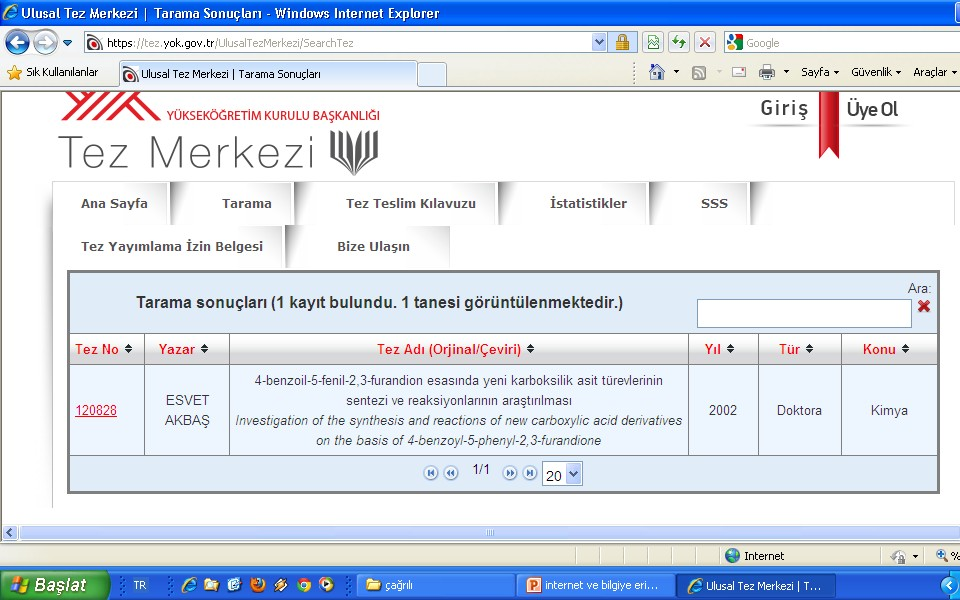 Ulusal Tez Merkezi | Tarama Sonuçları - Windows Internet Explorer
https://tez.yok.gov.tr/UlusalTezMerkezi/SearchTez
Google
Sık Kullanılanlar
Ulusal Tez Merkezi | Tarama Sonuçları
Sayfa
Güvenlik
Araçlar
YÜKSEKÖĞRETİM KURULU BAŞKANLIĞI
Tez Merkezi
Giriş
Üye Ol
Ana Sayfa
Tarama
Tez Teslim Kılavuzu
İstatistikler
SSS
Tez Yayımlama İzin Belgesi
Bize Ulaşın
Tarama sonuçları (1 kayıt bulundu. 1 tanesi görüntülenmektedir.)
Ara:
Tez No
Yazar
Tez Adı (Orjinal/Çeviri)
Yıl
Tür
Konu
120828
ESVET
AKBAŞ
4-benzoil-5-fenil-2,3-furandion esasında yeni karboksilik asit türevlerinin
sentezi ve reaksiyonlarının araştırılması
Investigation of the synthesis and reactions of new carboxylic acid derivatives
on the basis of 4-benzoyl-5-phenyl-2,3-furandione
2002
Doktora
Kimya
1/1
20
Internet
%
Başlat
TR
çağrılı
internet ve bilgiye eri...
Ulusal Tez Merkezi | T...